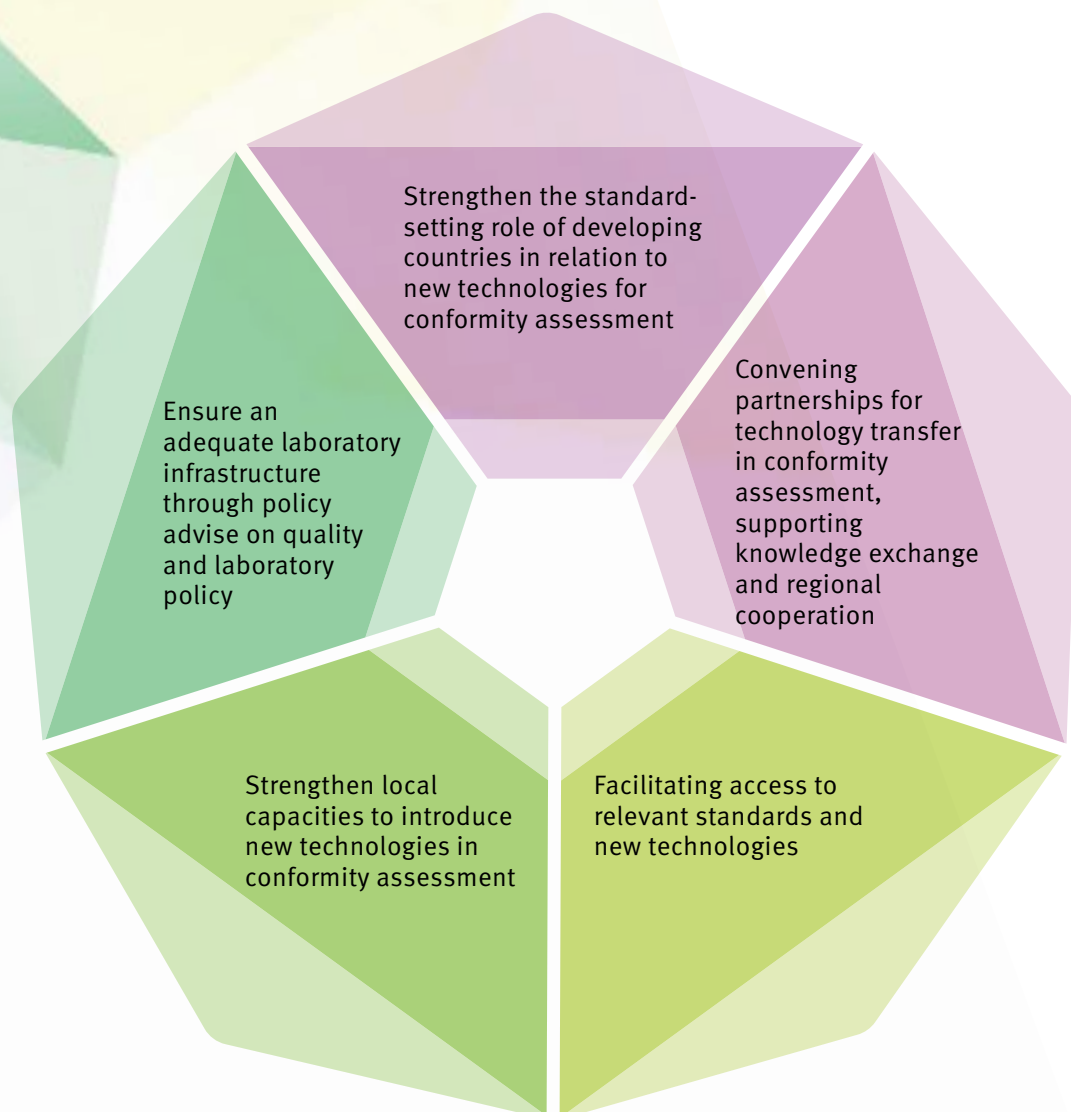 Strengthen the standard-
setting role of developing
countries in relation to
new technologies for
conformity assessment
Convening
partnerships for
technology transfer
in conformity
assessment,
supporting
knowledge exchange
and regional
cooperation
Ensure an
adequate laboratory
infrastructure
through policy
advise on quality
and laboratory
policy
Strengthen local
capacities to introduce
new technologies in
conformity assessment
Facilitating access to
relevant standards and
new technologies